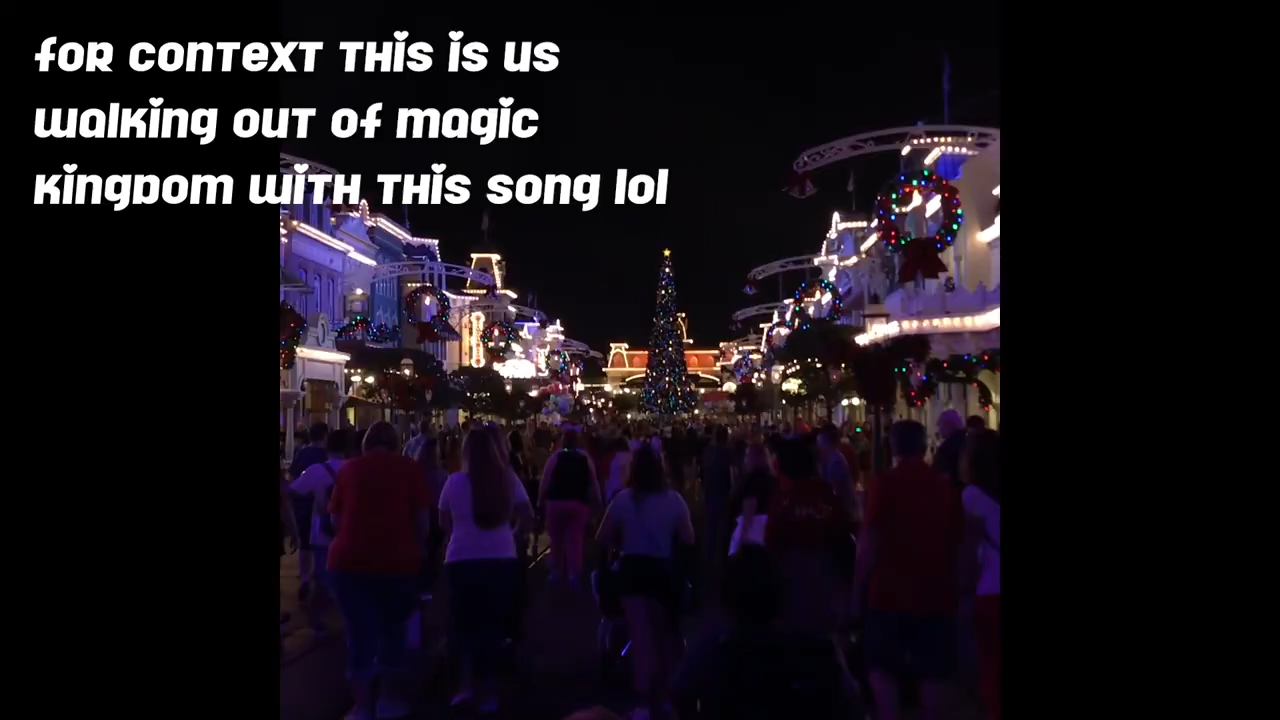 for context this is us
walking out of magic
kingdom with this song lol